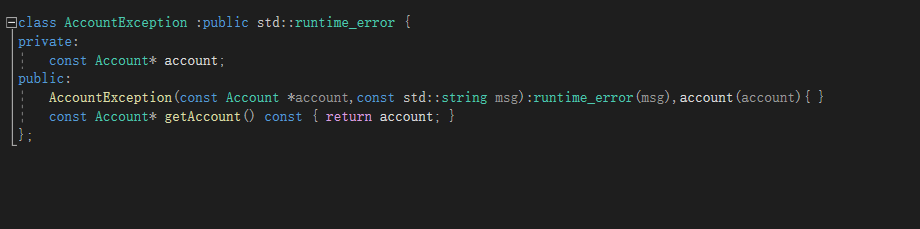 class AccountException :public std::runtime_error {
private:
    const Account* account;
public:
    AccountException(const Account *account,const std::string msg):runtime_error(msg),account(account){ }
    const Account* getAccount() const { return account; }
};